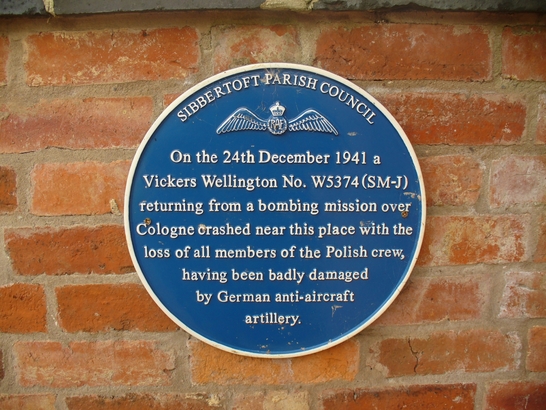 SIBBERTOFT PARISH COUNCIL
RAF
On the 24th December 1941 a
Vickers Wellington No. W5374 (SM-J)
returning from a bombing mission over
Cologne crashed near this place with the
loss of all members of the Polish crew,
having been badly damaged
by German anti-aircraft
artillery.